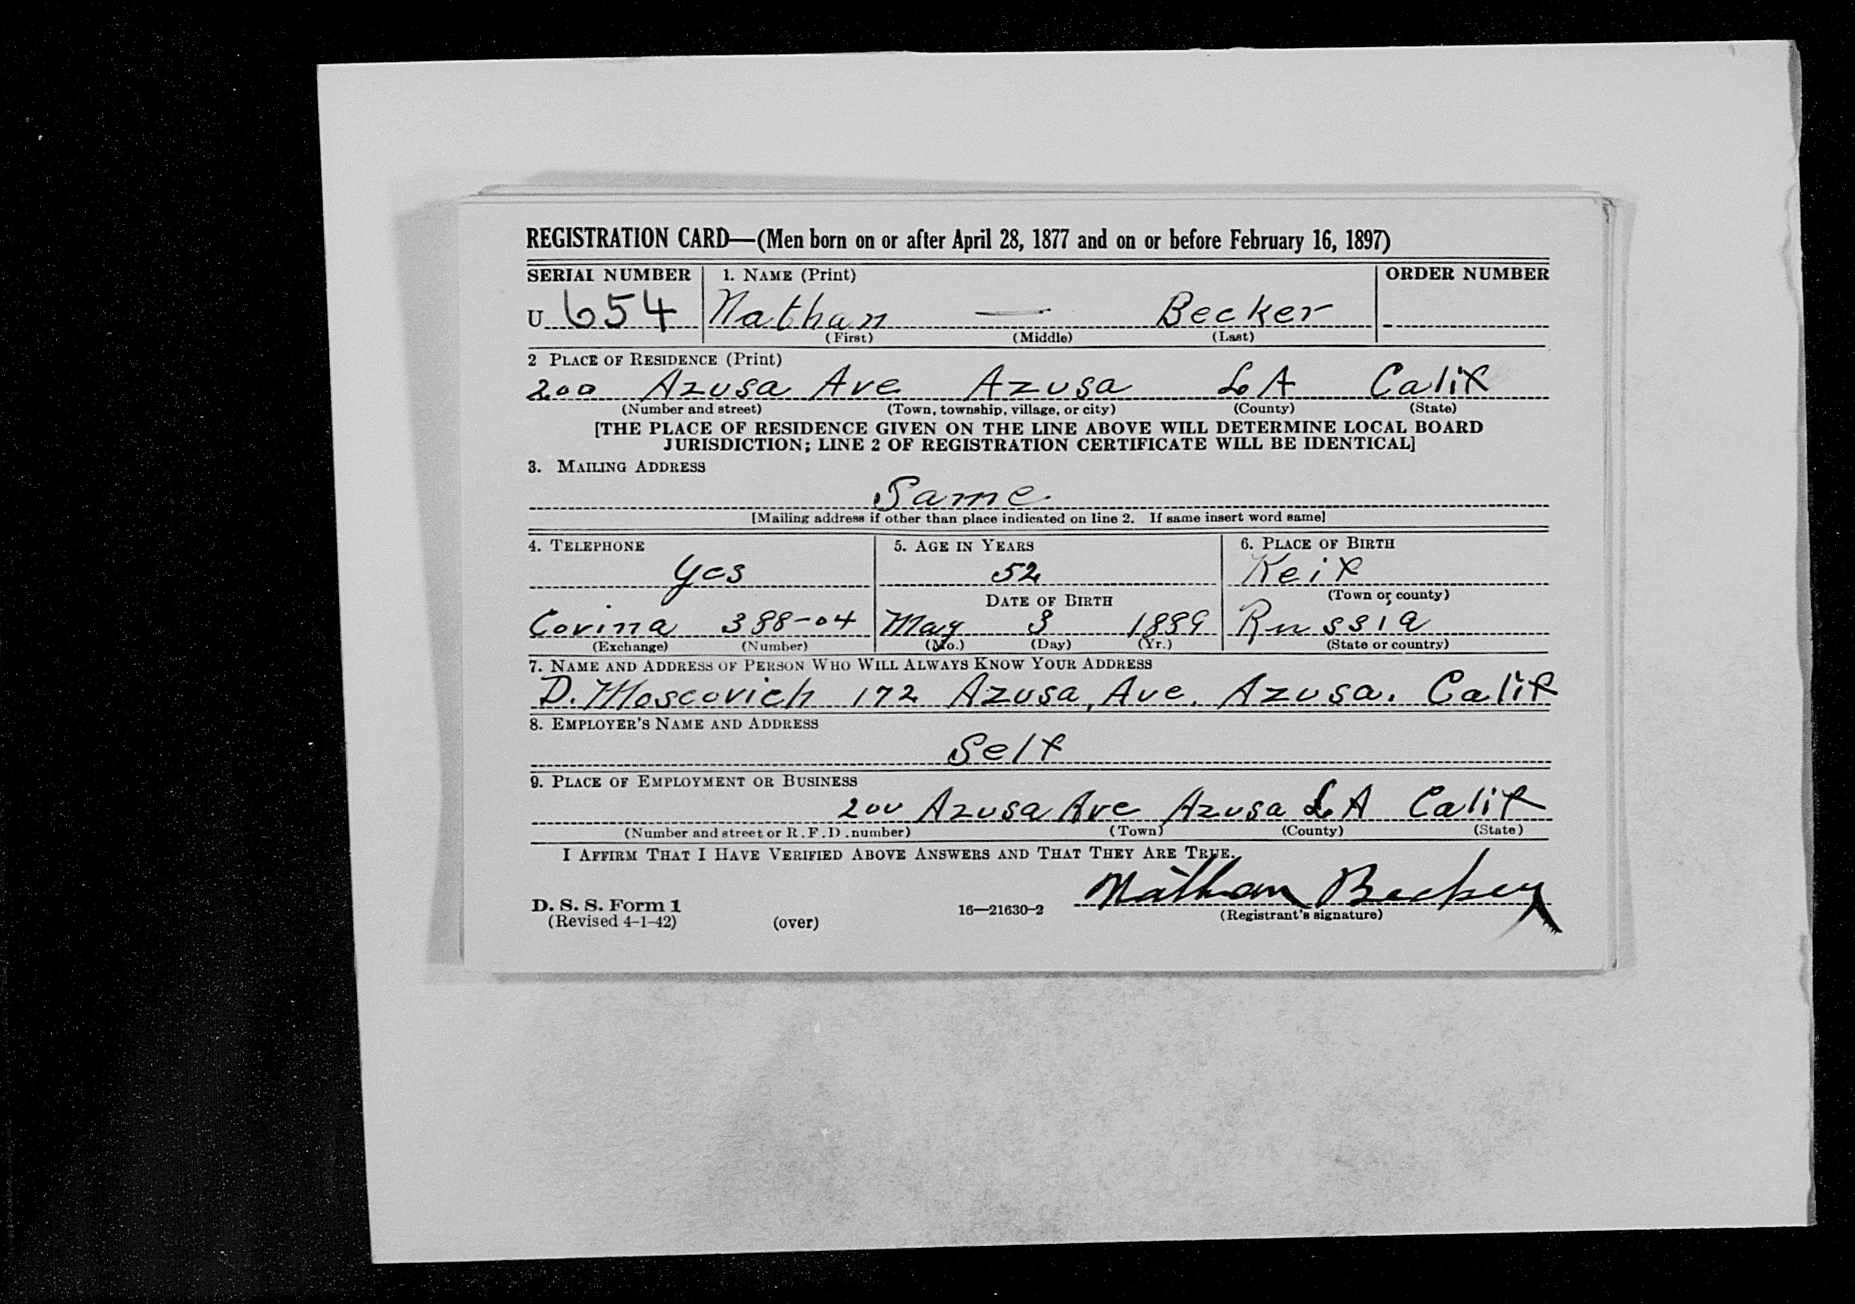 REGISTRATION CARD—(Men born on or after April 28, 1877 and on or before February 16, 1897)
SERIAL NUMBER 1. NAME (Print) ORDER NUMBER
U 654 Nathan — Becker
(First) (Middle) (Last)
2 PLACE OF RESIDENCE (Print)
200 Azusa Ave Azusa LA Calif
(Number and street) (Town, township, village, or city) (County) (State)
[THE PLACE OF RESIDENCE GIVEN ON THE LINE ABOVE WILL DETERMINE LOCAL BOARD
JURISDICTION; LINE 2 OF REGISTRATION CERTIFICATE WILL BE IDENTICAL]
3. MAILING ADDRESS
Same
[Mailing address if other than place indicated on line 2. If same insert word same]
4. TELEPHONE 5. AGE IN YEARS 6. PLACE OF BIRTH
Yes 52 Keif
DATE OF BIRTH (Town or county)
Covina 388-04 May 3 1889 Russia
(Exchange) (Number) (Mo.) (Day) (Yr.) (State or country)
7. NAME AND ADDRESS OF PERSON WHO WILL ALWAYS KNOW YOUR ADDRESS
D. Moscovich 172 Azusa Ave. Azusa. Calif
8. EMPLOYER'S NAME AND ADDRESS
Self
9. PLACE OF EMPLOYMENT OR BUSINESS
200 Azusa Ave Azusa LA Calif
(Number and street or R.F.D. number) (Town) (County) (State)
I AFFIRM THAT I HAVE VERIFIED ABOVE ANSWERS AND THAT THEY ARE TRUE.
Nathan Becker
D. S. S. Form 1
(Revised 4-1-42) (over) 16—21630-2 (Registrant's signature)